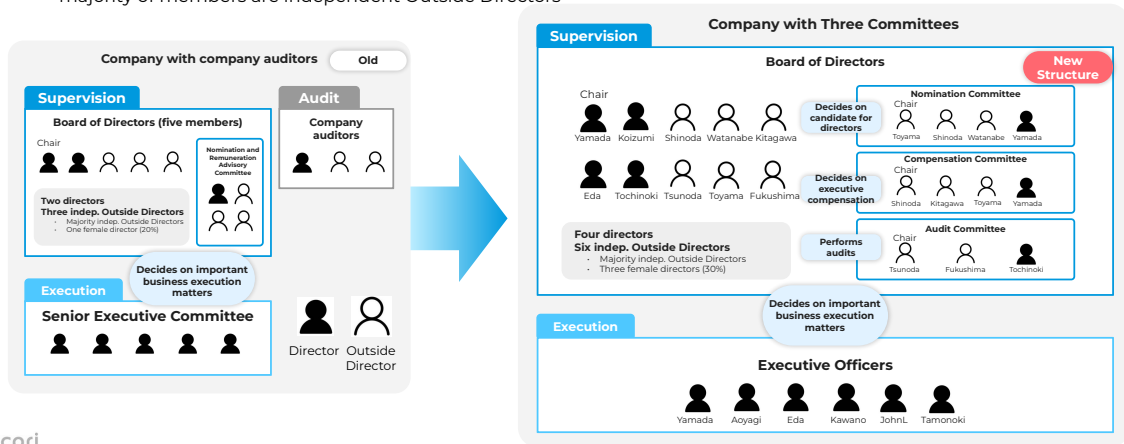 majority of members are independent Outside Directors
Company with company auditors
Old
Supervision
Audit
Board of Directors (five members)
Chair
Nomination and
Remuneration
Advisory
Committee
Company
auditors
Two directors
Three indep. Outside Directors
· Majority indep. Outside Directors
· One female director (20%)
Decides on important
business execution
matters
Execution
Senior Executive Committee
Director
Outside
Director
Company with Three Committees
Supervision
Board of Directors
New
Structure
Chair
Yamada Koizumi Shinoda Watanabe Kitagawa
Eda Tochinoki Tsunoda Toyama Fukushima
Decides on
candidate for
directors
Nomination Committee
Chair
Toyama Shinoda Watanabe Yamada
Decides on
executive
compensation
Compensation Committee
Chair
Shinoda Kitagawa Toyama Yamada
Four directors
Six indep. Outside Directors
· Majority indep. Outside Directors
· Three female directors (30%)
Performs
audits
Audit Committee
Chair
Tsunoda Fukushima Tochinoki
Decides on important
business execution
matters
Execution
Executive Officers
Yamada Aoyagi Eda Kawano JohnL Tamonoki